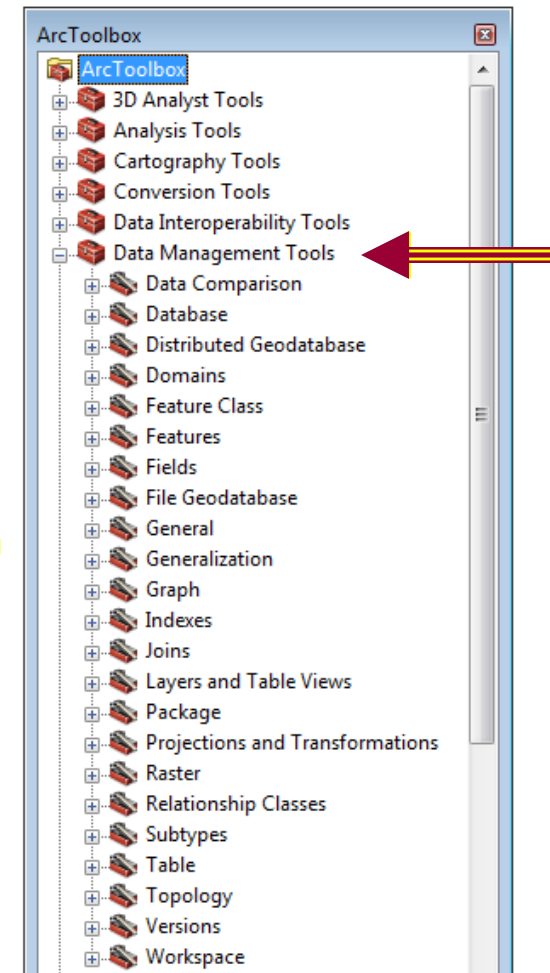 ArcToolbox
ArcToolbox
3D Analyst Tools
Analysis Tools
Cartography Tools
Conversion Tools
Data Interoperability Tools
Data Management Tools
Data Comparison
Database
Distributed Geodatabase
Domains
Feature Class
Features
Fields
File Geodatabase
General
Generalization
Graph
Indexes
Joins
Layers and Table Views
Package
Projections and Transformations
Raster
Relationship Classes
Subtypes
Table
Topology
Versions
Workspace